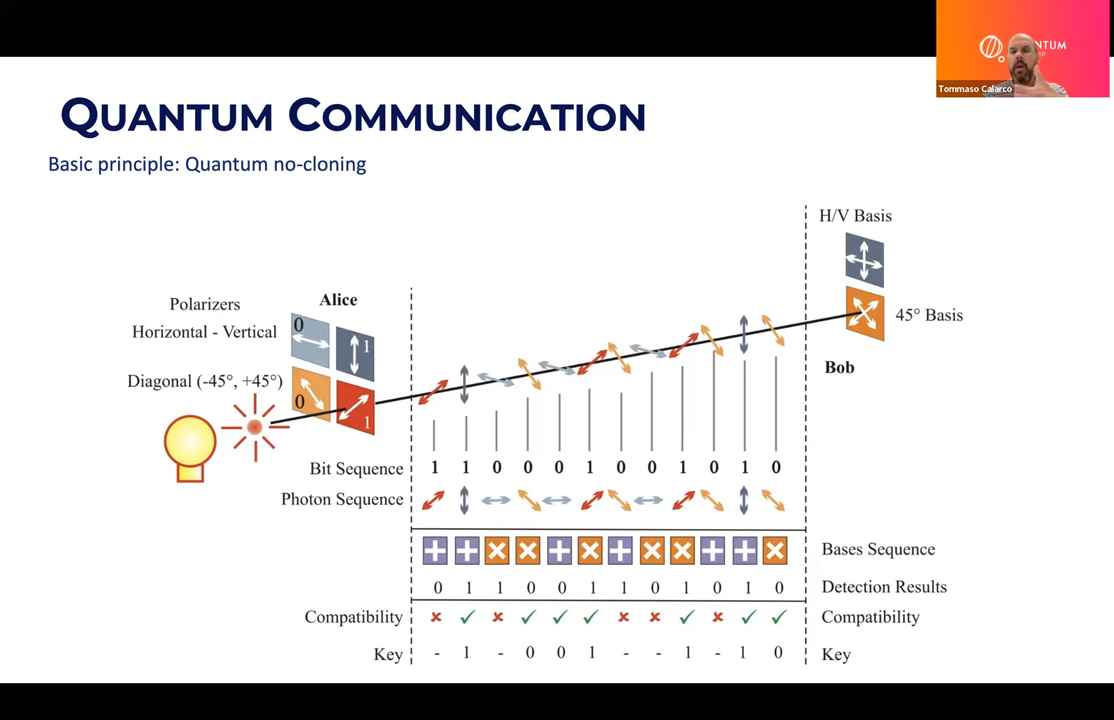 QUANTUM COMMUNICATION
Basic principle: Quantum no-cloning
Tommaso Calarco
H/V Basis
Polarizers
Alice
Horizontal - Vertical
0
1
45° Basis
Diagonal (-45°, +45°)
0
1
Bob
Bit Sequence 1 1 0 0 0 1 0 0 1 0 1 0
Photon Sequence
Bases Sequence
0 1 1 0 0 1 1 0 1 0 1 0 Detection Results
Compatibility ✗ ✓ ✗ ✓ ✓ ✓ ✗ ✗ ✓ ✗ ✓ ✓ Compatibility
Key - 1 - 0 0 1 - - 1 - 1 0 Key